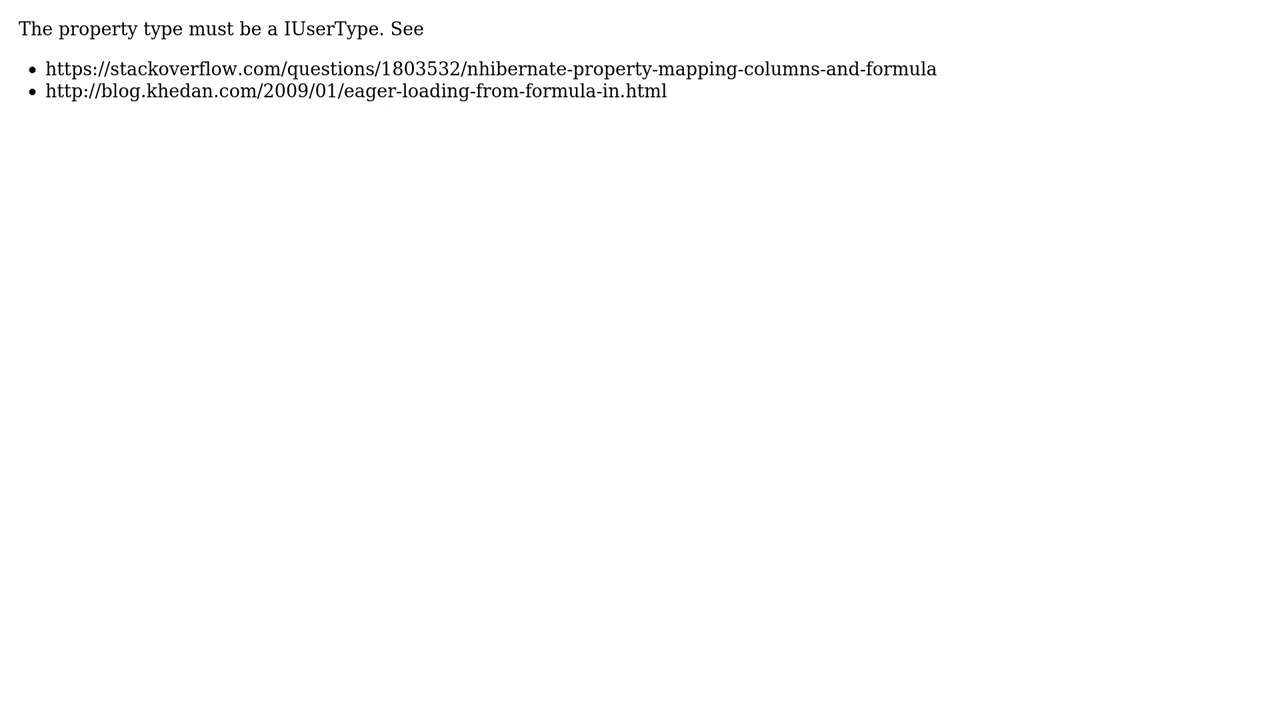 The property type must be a IUserType. See
• https://stackoverflow.com/questions/1803532/nhibernate-property-mapping-columns-and-formula
• http://blog.khedan.com/2009/01/eager-loading-from-formula-in.html